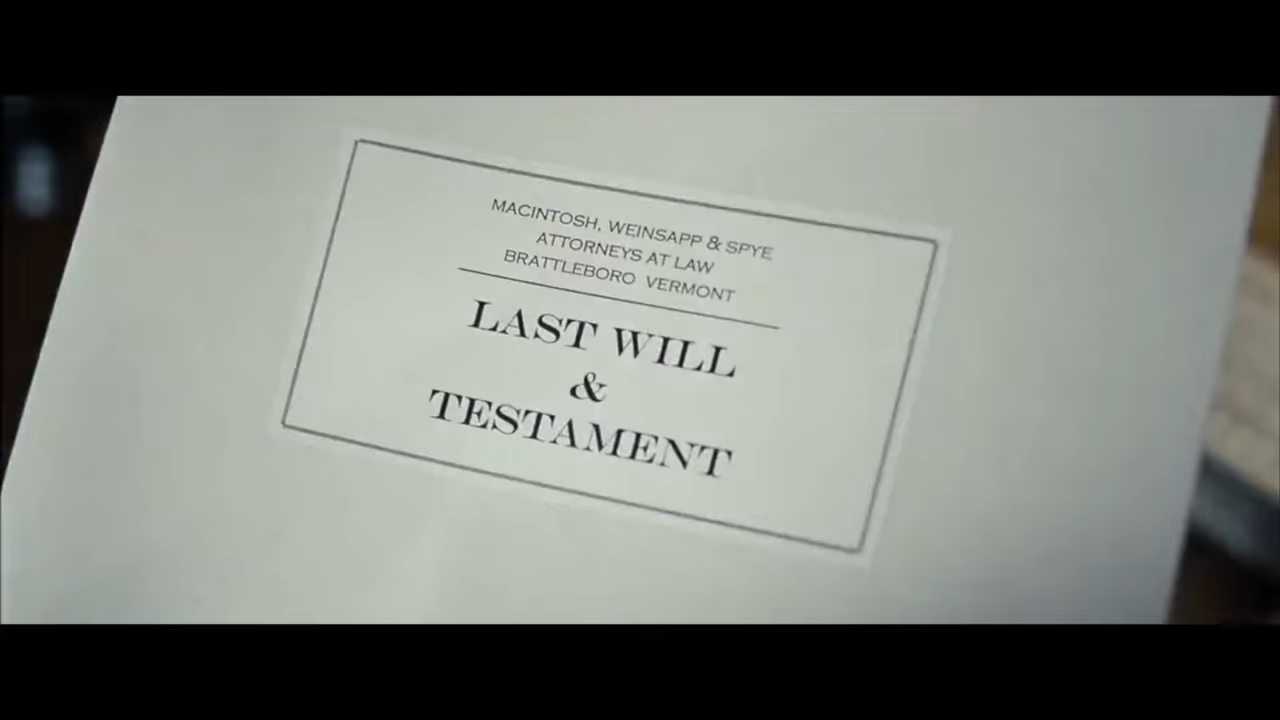 MACINTOSH, WEINSAPP & SPYE
ATTORNEYS AT LAW
BRATTLEBORO VERMONT
LAST WILL
&
TESTAMENT